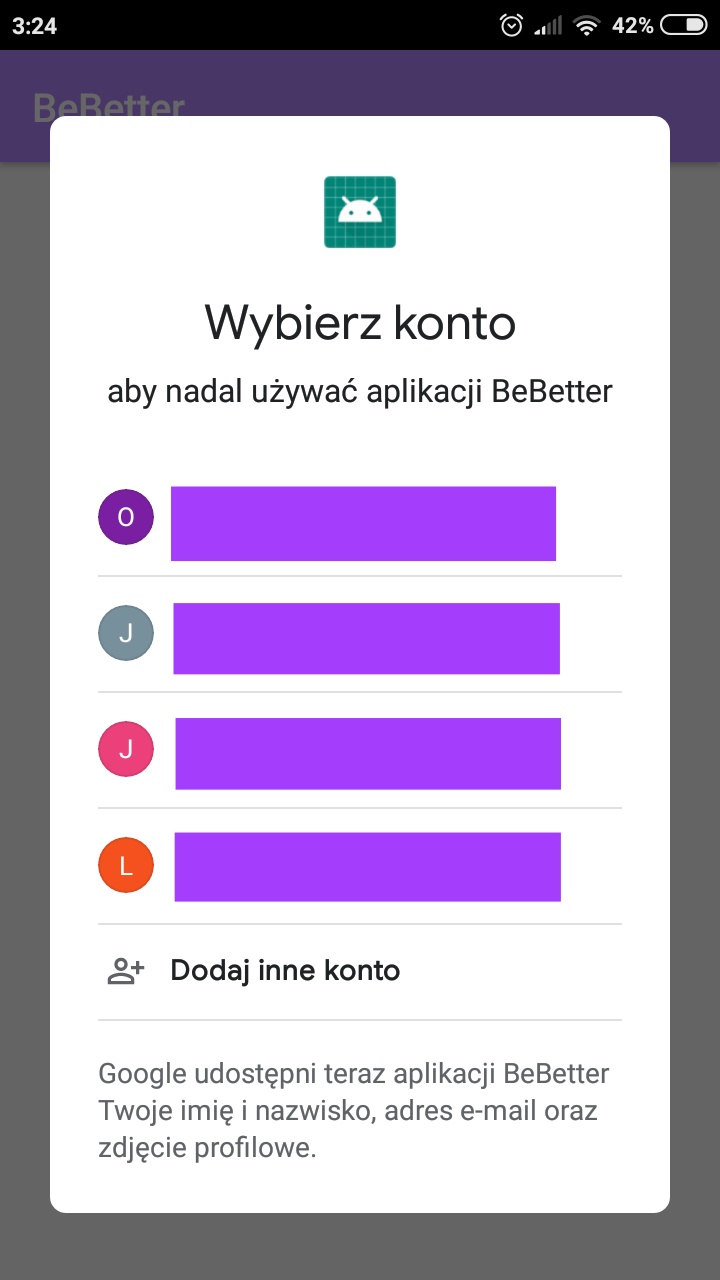 3:24
42%
BeBetter
Wybierz konto
aby nadal używać aplikacji BeBetter
O
J
J
L
Dodaj inne konto
Google udostępni teraz aplikacji BeBetter
Twoje imię i nazwisko, adres e-mail oraz
zdjęcie profilowe.